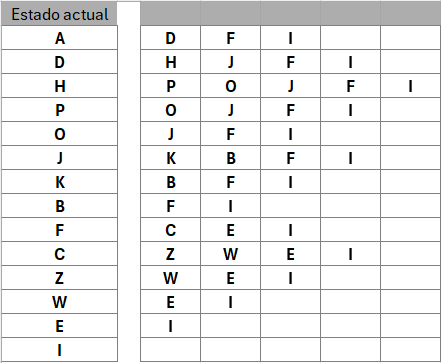 Estado actual
A D F I
D H J F I
H P O J F I
P O J F I
O J F I
J K B F I
K B F I
B F I
F C E I
C Z W E I
Z W E I
W E I
E I
I